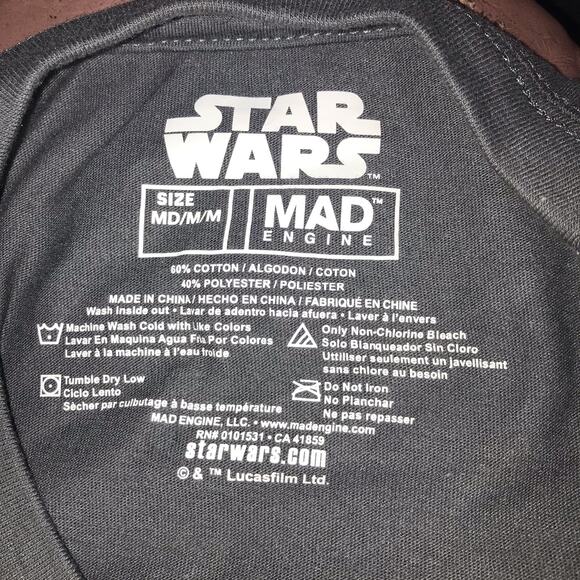 STAR
WARS™
SIZE
MD/M/M
MAD™
ENGINE
60% COTTON / ALGODON / COTON
40% POLYESTER / POLIESTER
MADE IN CHINA/ HECHO EN CHINA / FABRIQUÉ EN CHINE
Wash Inside out • Lavar de adentro hacia afuera • Laver à l'envers
Machine Wash Cold with Like Colors
Lavar En Maquina Agua Fria Por Colores
Laver à la machine à l'eau froide
Only Non-Chlorine Bleach
Solo Blanqueador Sin Cloro
Uttiliser seulement un javellisant
sans chlore au besoin
Tumble Dry Low
Ciclo Lento
Sècher par culbutage à basse température
Do Not Iron
No Planchar
Ne pas repasser
MAD ENGINE, LLC. • www.madengine.com
RN# 0101531 • CA 41859
starwars.com
© & ™ Lucasfilm Ltd.